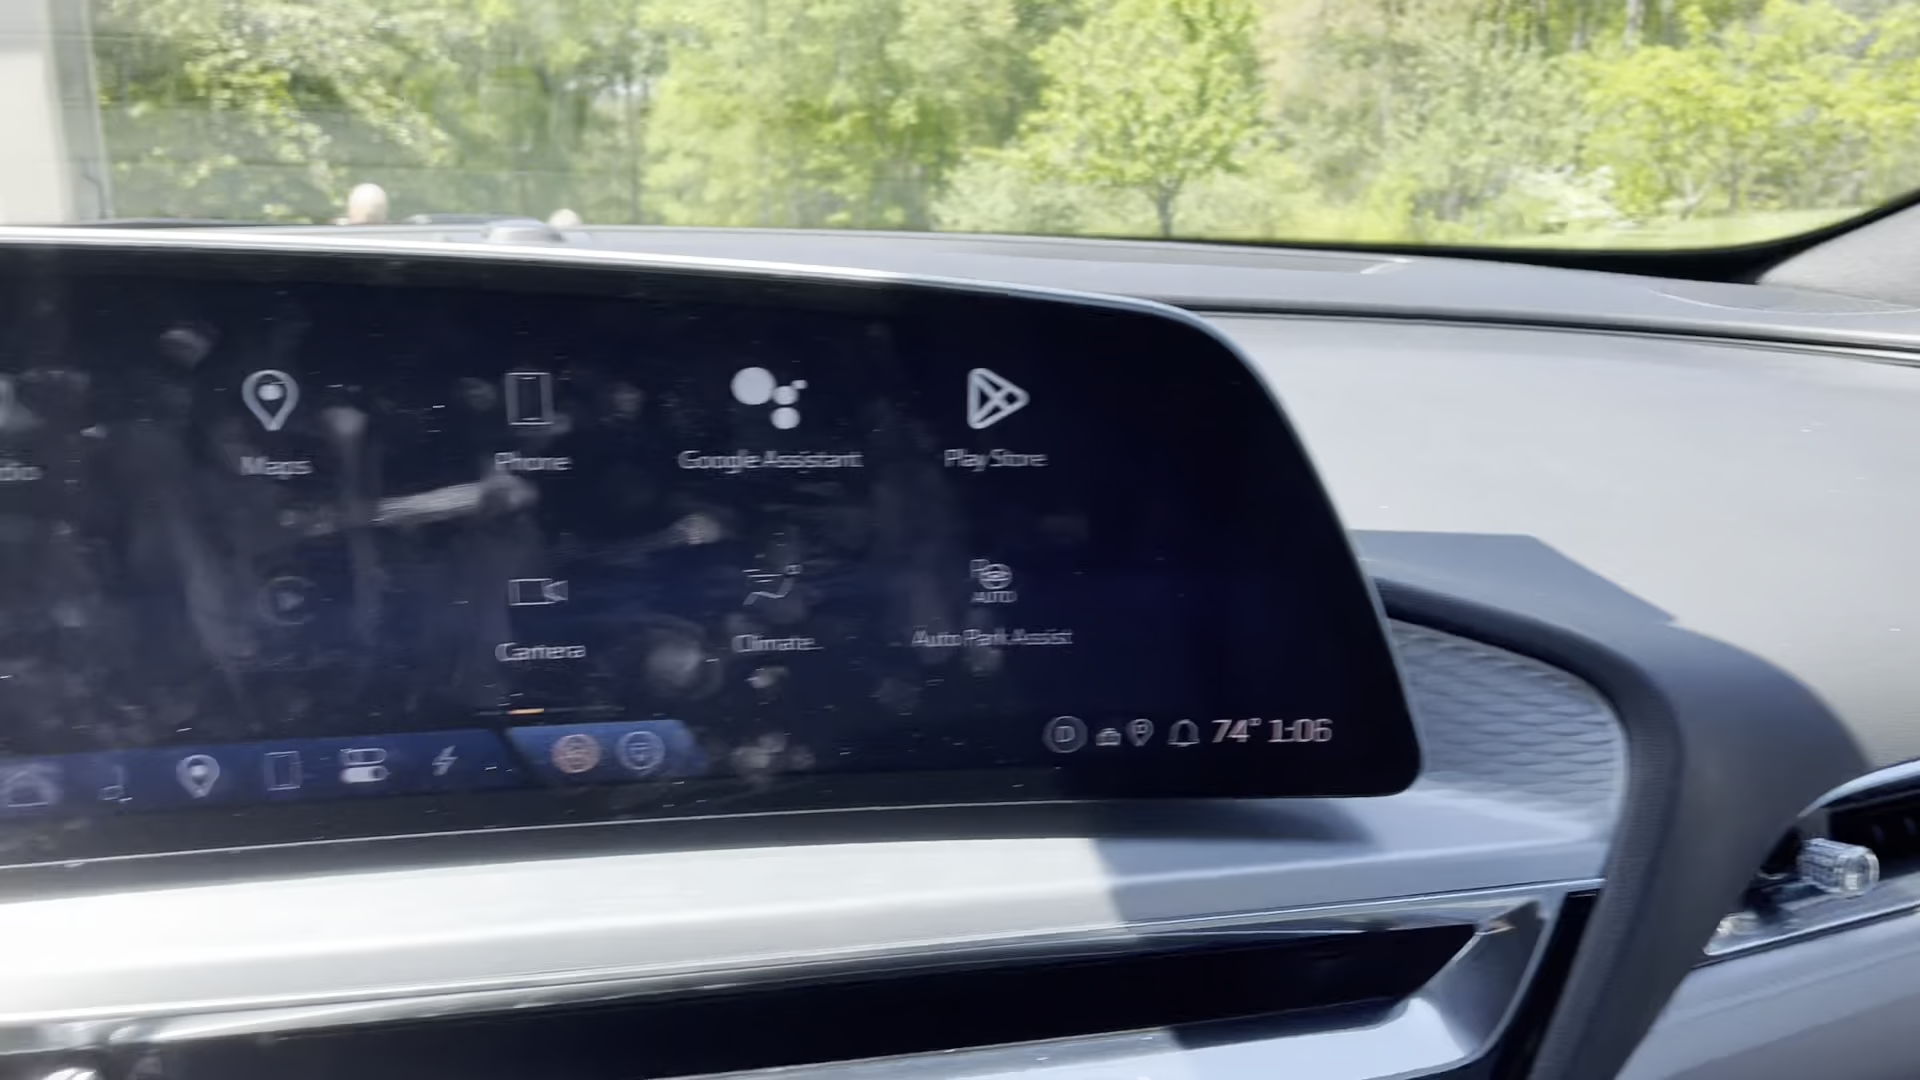 Maps Phone Google Assistant Play Store
Camera Climate Auto Park Assist
AUTO
D 74° 1:06